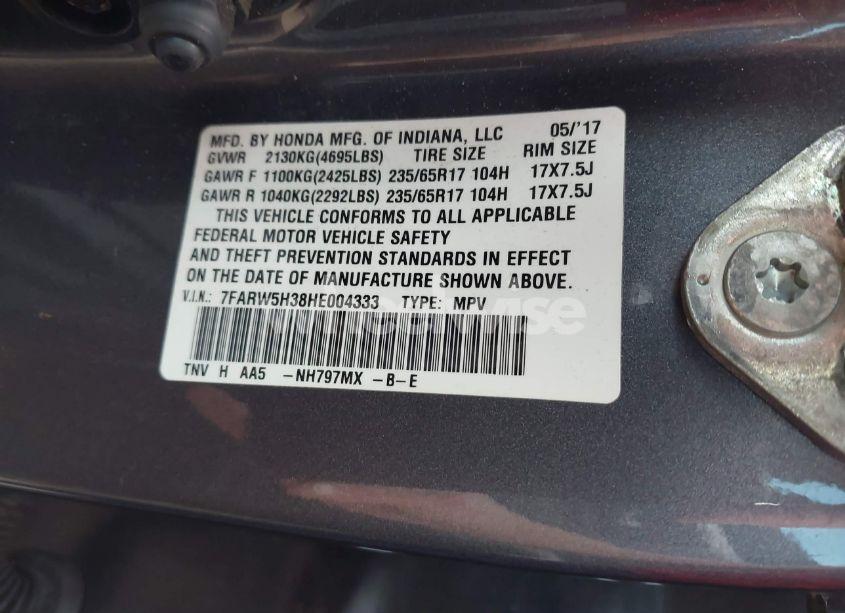 MFD. BY HONDA MFG. OF INDIANA, LLC 05/'17
GVWR 2130KG(4695LBS) TIRE SIZE RIM SIZE
GAWR F 1100KG(2425LBS) 235/65R17 104H 17X7.5J
GAWR R 1040KG(2292LBS) 235/65R17 104H 17X7.5J
THIS VEHICLE CONFORMS TO ALL APPLICABLE
FEDERAL MOTOR VEHICLE SAFETY
AND THEFT PREVENTION STANDARDS IN EFFECT
ON THE DATE OF MANUFACTURE SHOWN ABOVE.
V.I.N.: 7FARW5H38HE004333 TYPE: MPV
TNV H AA5 -NH797MX -B-E